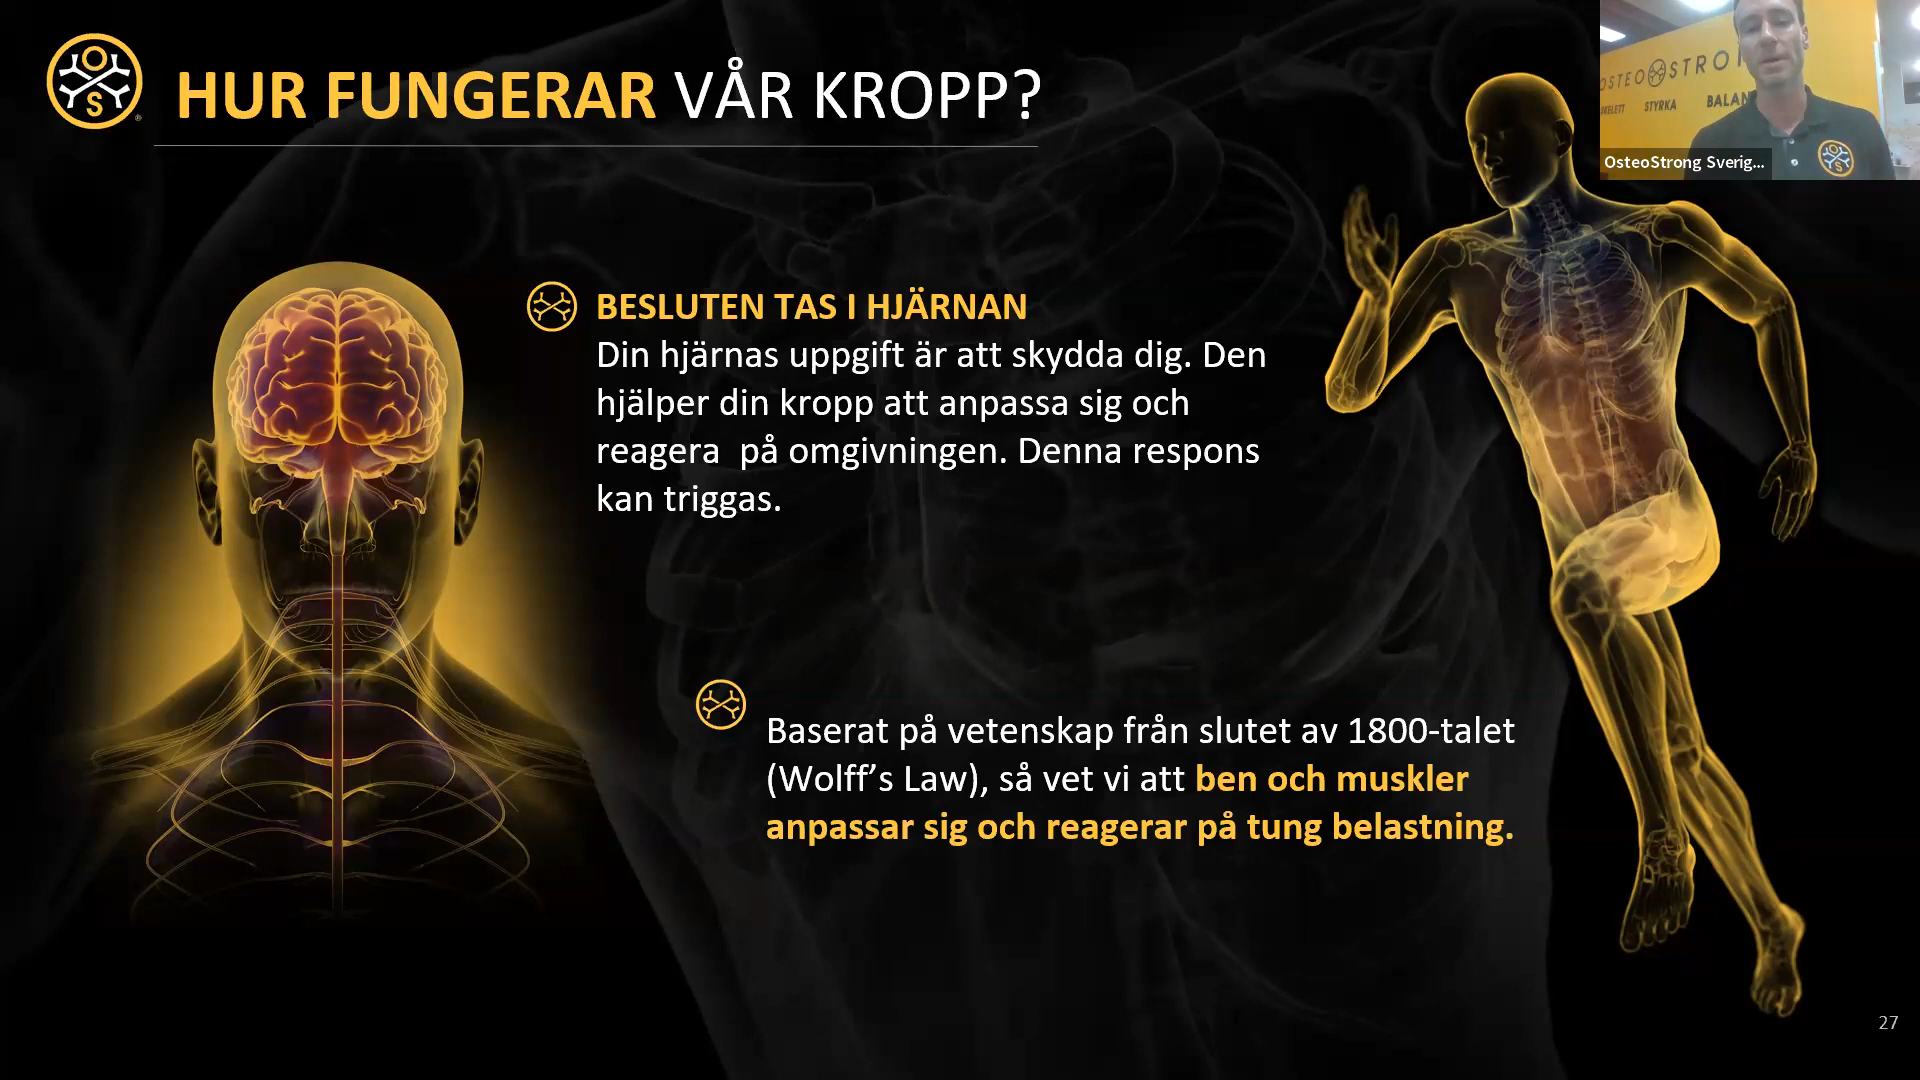 HUR FUNGERAR VÅR KROPP?
OSTEOSTRO
STYRKA
BALAN
OsteoStrong Sverig...
BESLUTEN TAS I HJÄRNAN
Din hjärnas uppgift är att skydda dig. Den
hjälper din kropp att anpassa sig och
reagera  på omgivningen. Denna respons
kan triggas.
Baserat på vetenskap från slutet av 1800-talet
(Wolff’s Law), så vet vi att ben och muskler
anpassar sig och reagerar på tung belastning.
27